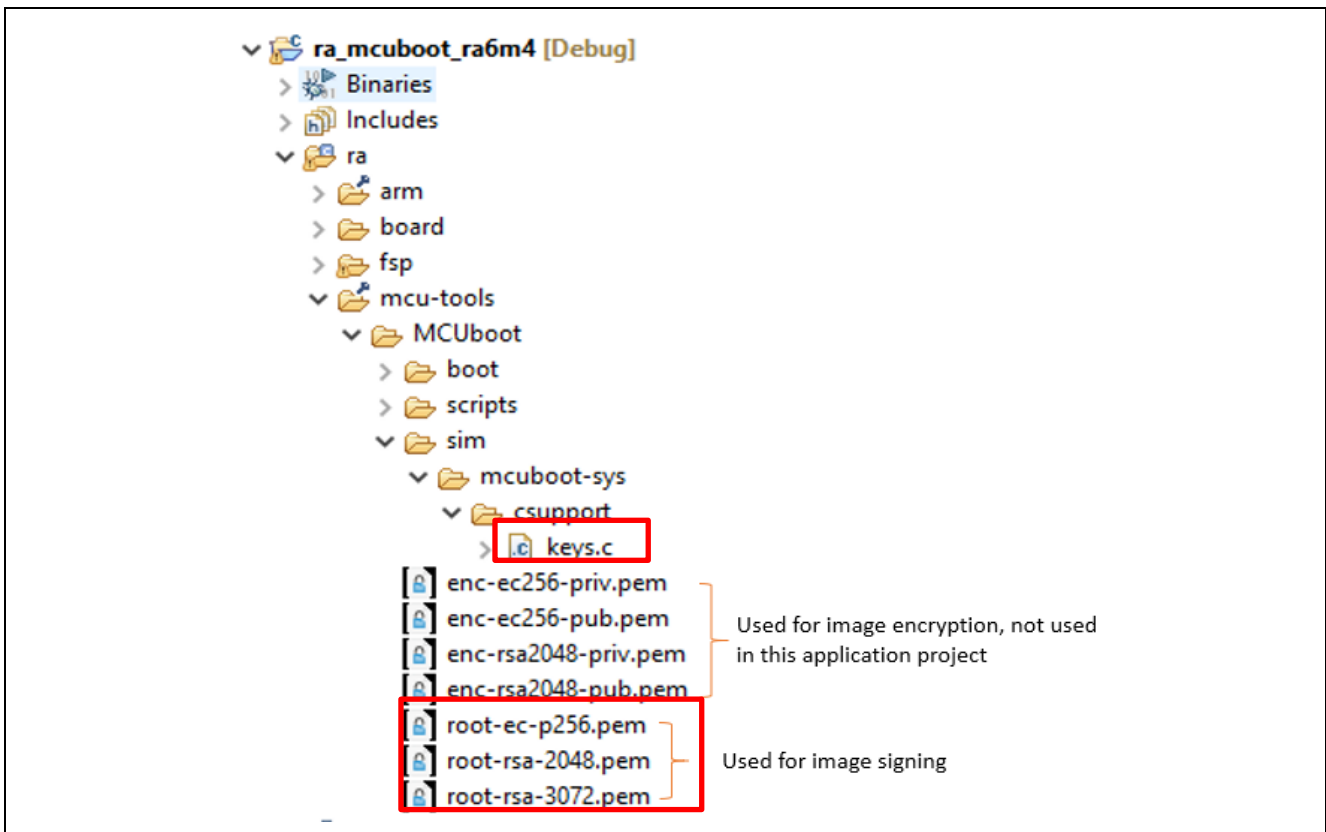 ra_mcuboot_ra6m4 [Debug]
Binaries
Includes
ra
arm
board
fsp
mcu-tools
MCUboot
boot
scripts
sim
mcuboot-sys
csupport
keys.c
enc-ec256-priv.pem
enc-ec256-pub.pem
enc-rsa2048-priv.pem
enc-rsa2048-pub.pem
Used for image encryption, not used
in this application project
root-ec-p256.pem
root-rsa-2048.pem
root-rsa-3072.pem
Used for image signing